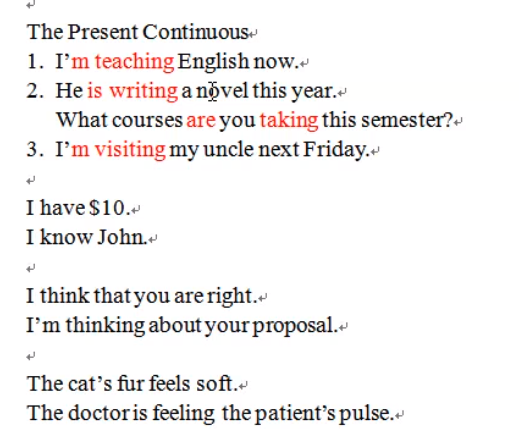 The Present Continuous
1. I'm teaching English now.
2. He is writing a novel this year.
What courses are you taking this semester?
3. I'm visiting my uncle next Friday.
I have $10.
I know John.
I think that you are right.
I'm thinking about your proposal.
The cat's fur feels soft.
The doctor is feeling the patient's pulse.